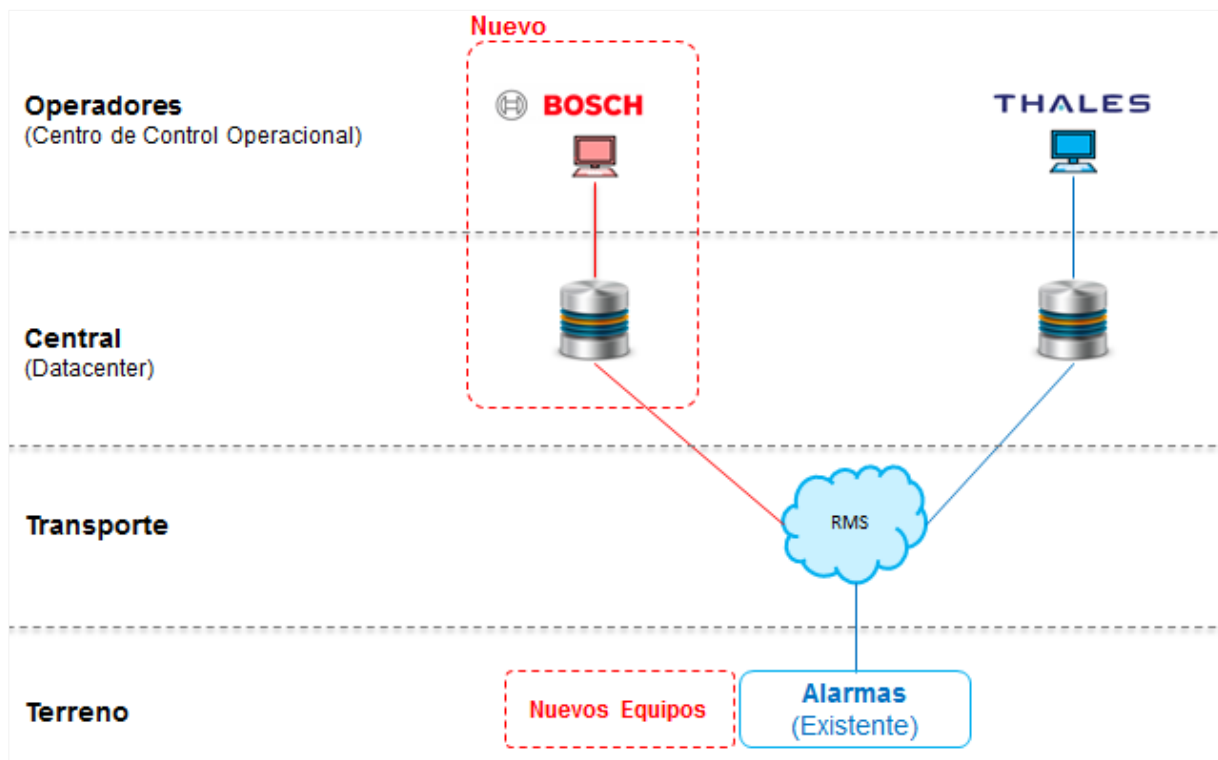 Nuevo
Operadores
(Centro de Control Operacional)
BOSCH
THALES
Central
(Datacenter)
Transporte
RMS
Terreno
Nuevos Equipos
Alarmas
(Existente)